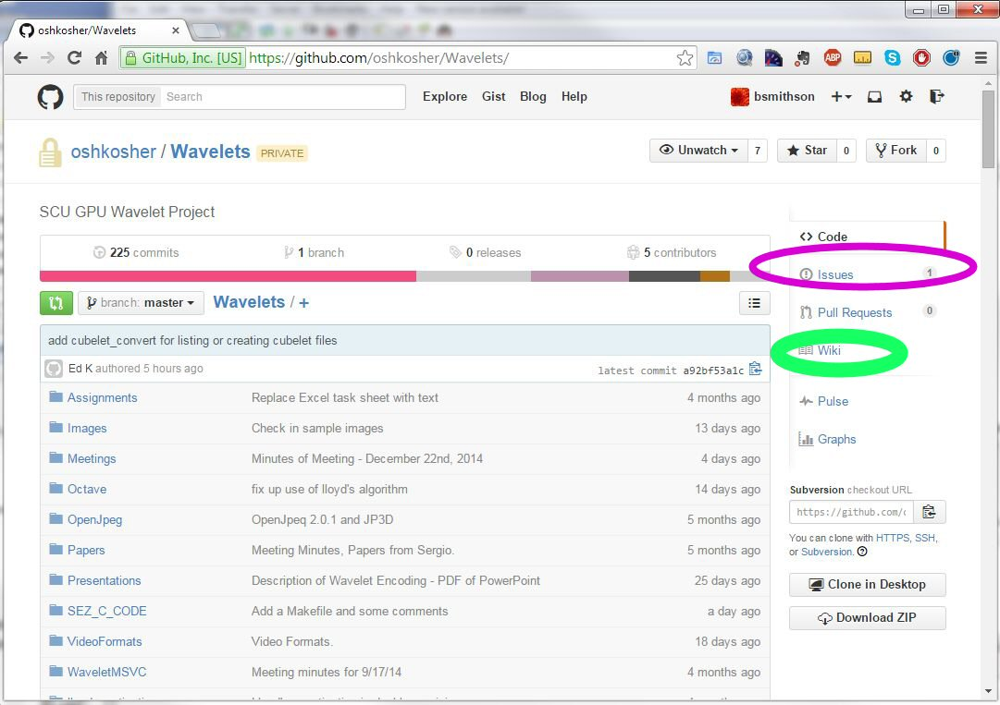 oshkosher/Wavelets
GitHub, Inc. [US] https://github.com/oshkosher/Wavelets/
ABP
This repository Search Explore Gist Blog Help bsmithson
oshkosher / Wavelets PRIVATE Unwatch 7 Star 0 Fork 0
SCU GPU Wavelet Project
225 commits 1 branch 0 releases 5 contributors
branch: master Wavelets / +
add cubelet_convert for listing or creating cubelet files
Ed K authored 5 hours ago latest commit a92bf53a1c
Assignments Replace Excel task sheet with text 4 months ago
Images Check in sample images 13 days ago
Meetings Minutes of Meeting - December 22nd, 2014 4 days ago
Octave fix up use of lloyd's algorithm 14 days ago
OpenJpeg OpenJpeq 2.0.1 and JP3D 5 months ago
Papers Meeting Minutes, Papers from Sergio. 5 months ago
Presentations Description of Wavelet Encoding - PDF of PowerPoint 25 days ago
SEZ_C_CODE Add a Makefile and some comments a day ago
VideoFormats Video Formats. 18 days ago
WaveletMSVC Meeting minutes for 9/17/14 4 months ago
Code
Issues 1
Pull Requests 0
Wiki
Pulse
Graphs
Subversion checkout URL
https://github.com/
You can clone with HTTPS, SSH,
or Subversion.
Clone in Desktop
Download ZIP